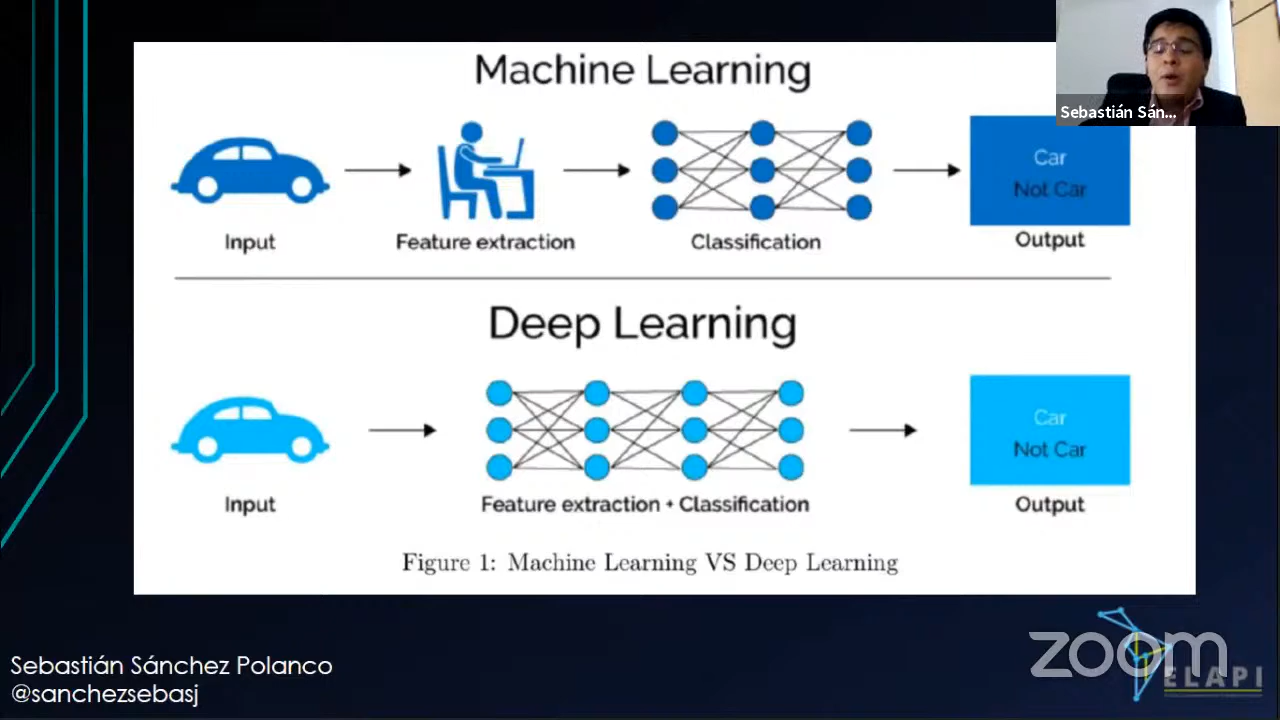 Machine Learning
Sebastián Sán...
Car
Not Car
Input
Feature extraction
Classification
Output
Deep Learning
Car
Not Car
Input
Feature extraction + Classification
Output
Figure 1: Machine Learning VS Deep Learning
Sebastián Sánchez Polanco
@sanchezsebasj
zoom
ELAPI